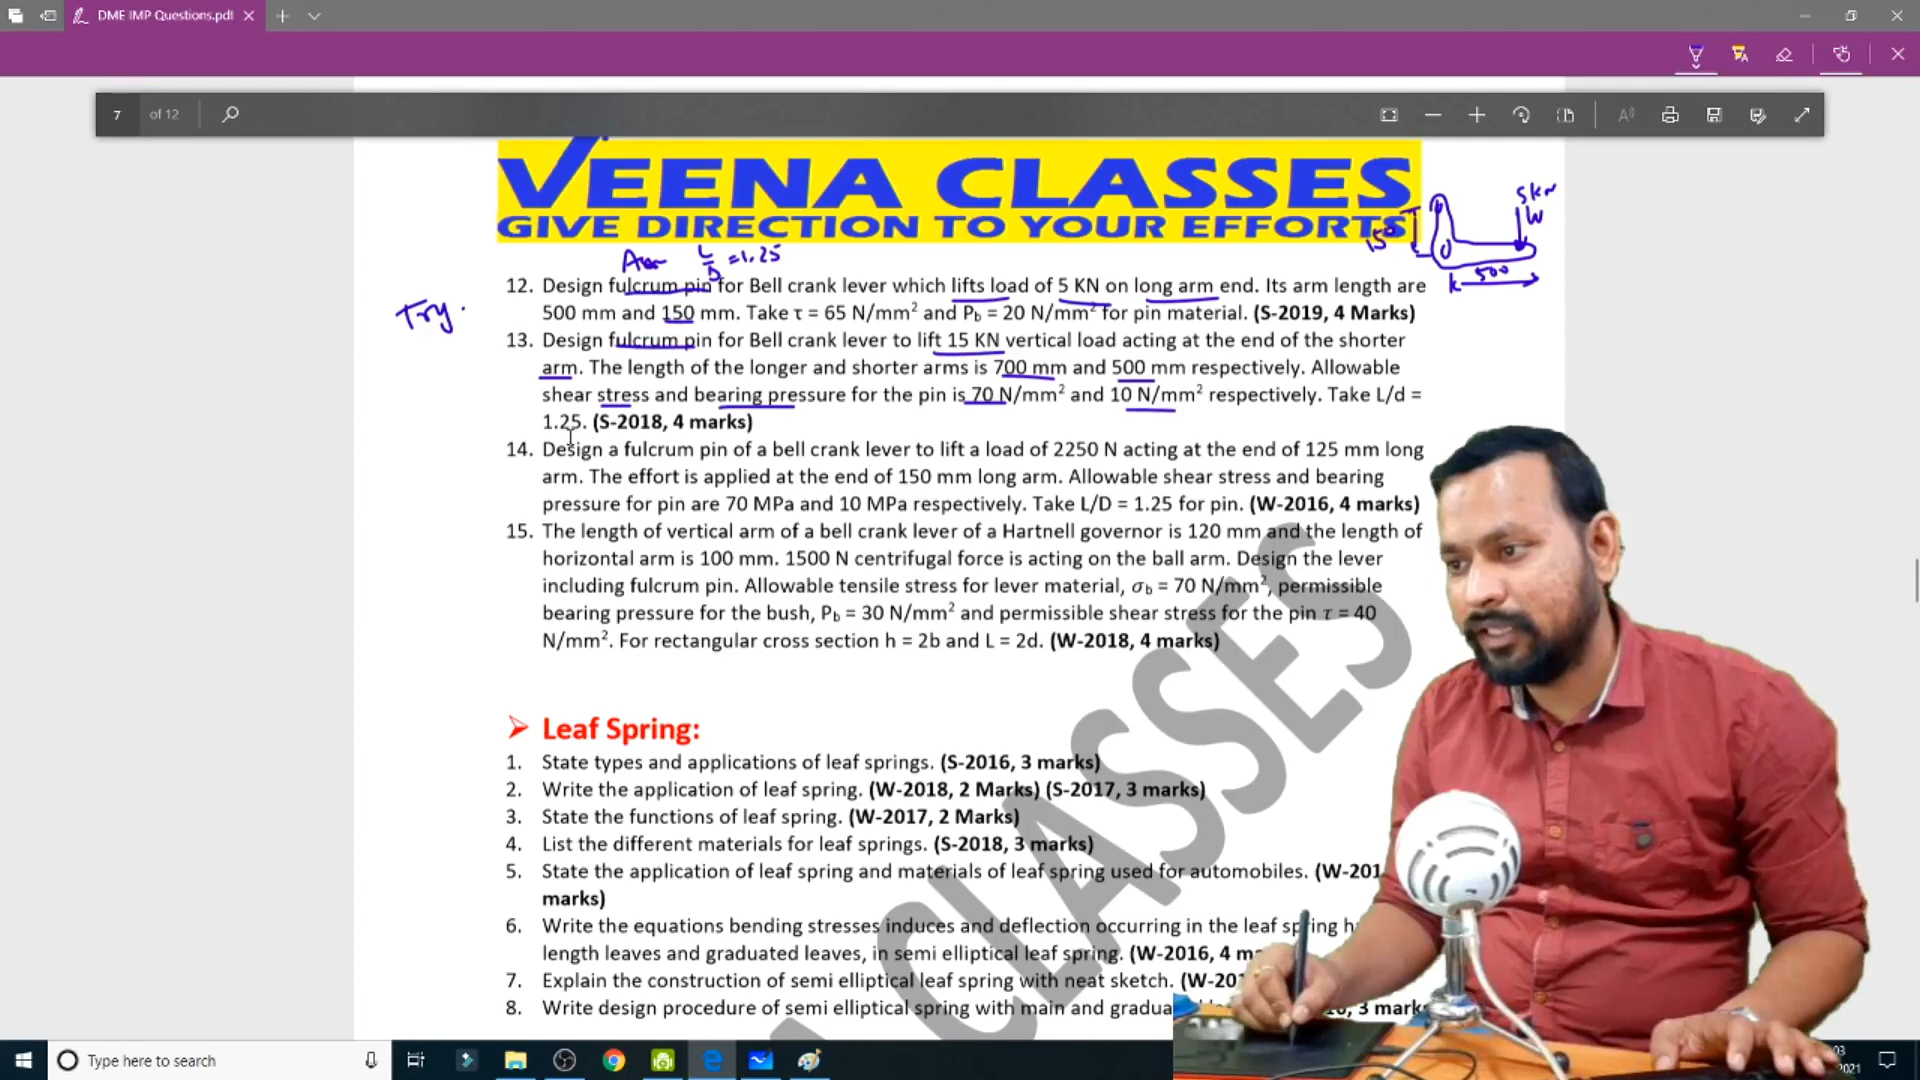 DME IMP Questions.pdf
7 of 12
VEENA CLASSES
GIVE DIRECTION TO YOUR EFFORTS
5 KN
W
150
500
L/D = 1.25
12. Design fulcrum pin for Bell crank lever which lifts load of 5 KN on long arm end. Its arm length are
Try.
500 mm and 150 mm. Take τ = 65 N/mm² and Pb = 20 N/mm² for pin material. (S-2019, 4 Marks)
13. Design fulcrum pin for Bell crank lever to lift 15 KN vertical load acting at the end of the shorter
arm. The length of the longer and shorter arms is 700 mm and 500 mm respectively. Allowable
shear stress and bearing pressure for the pin is 70 N/mm² and 10 N/mm² respectively. Take L/d =
1.25. (S-2018, 4 marks)
14. Design a fulcrum pin of a bell crank lever to lift a load of 2250 N acting at the end of 125 mm long
arm. The effort is applied at the end of 150 mm long arm. Allowable shear stress and bearing
pressure for pin are 70 MPa and 10 MPa respectively. Take L/D = 1.25 for pin. (W-2016, 4 marks)
15. The length of vertical arm of a bell crank lever of a Hartnell governor is 120 mm and the length of
horizontal arm is 100 mm. 1500 N centrifugal force is acting on the ball arm. Design the lever
including fulcrum pin. Allowable tensile stress for lever material, σb = 70 N/mm², permissible
bearing pressure for the bush, Pb = 30 N/mm² and permissible shear stress for the pin τ = 40
N/mm². For rectangular cross section h = 2b and L = 2d. (W-2018, 4 marks)
Leaf Spring:
1. State types and applications of leaf springs. (S-2016, 3 marks)
2. Write the application of leaf spring. (W-2018, 2 Marks) (S-2017, 3 marks)
3. State the functions of leaf spring. (W-2017, 2 Marks)
4. List the different materials for leaf springs. (S-2018, 3 marks)
5. State the application of leaf spring and materials of leaf spring used for automobiles. (W-201
marks)
6. Write the equations bending stresses induces and deflection occurring in the leaf spring h
length leaves and graduated leaves, in semi elliptical leaf spring. (W-2016, 4 m
7. Explain the construction of semi elliptical leaf spring with neat sketch. (W-20
8. Write design procedure of semi elliptical spring with main and gradua 3 mark
CLASSES
Type here to search
03
2021